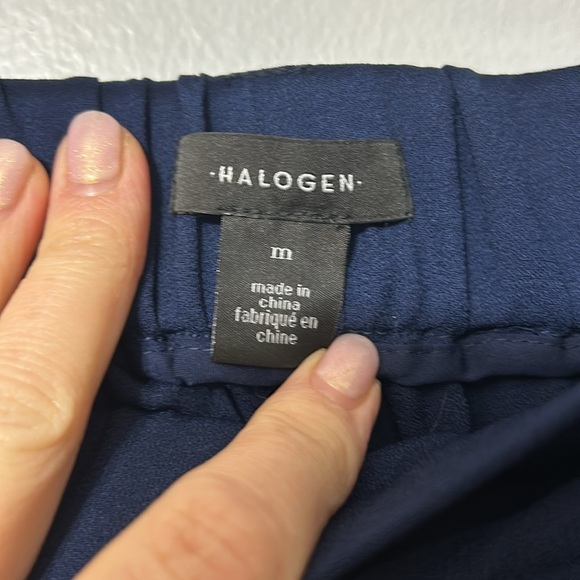 ·HALOGEN·
m
made in
china
fabriqué en
chine